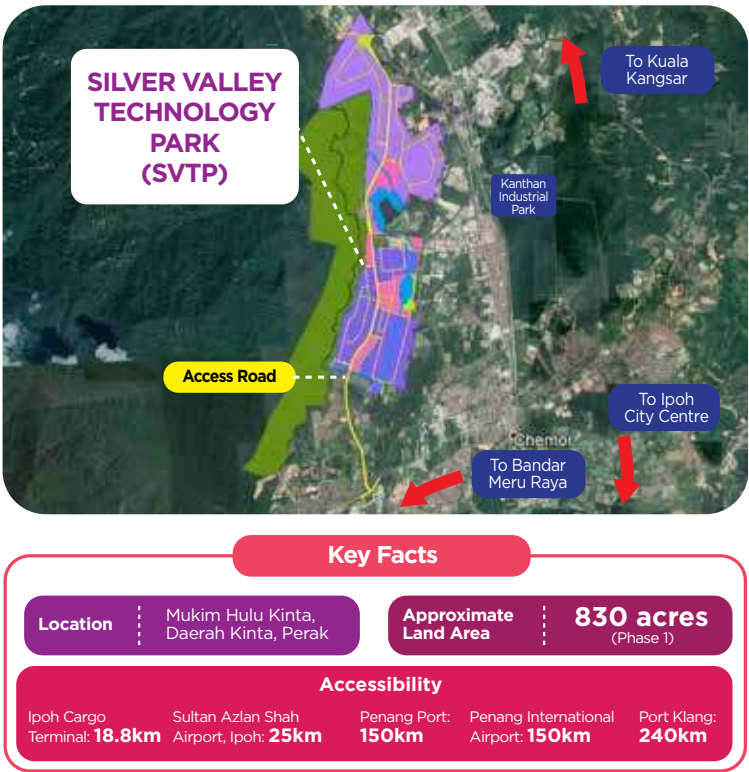 SILVER VALLEY
TECHNOLOGY
PARK
(SVTP)
To Kuala
Kangsar
Kanthan
Industrial
Park
Access Road
To Ipoh
City Centre
Chemor
To Bandar
Meru Raya
Key Facts
Location
Mukim Hulu Kinta,
Daerah Kinta, Perak
Approximate
Land Area
830 acres
(Phase 1)
Accessibility
Ipoh Cargo
Terminal: 18.8km
Sultan Azlan Shah
Airport, Ipoh: 25km
Penang Port:
150km
Penang International
Airport: 150km
Port Klang:
240km